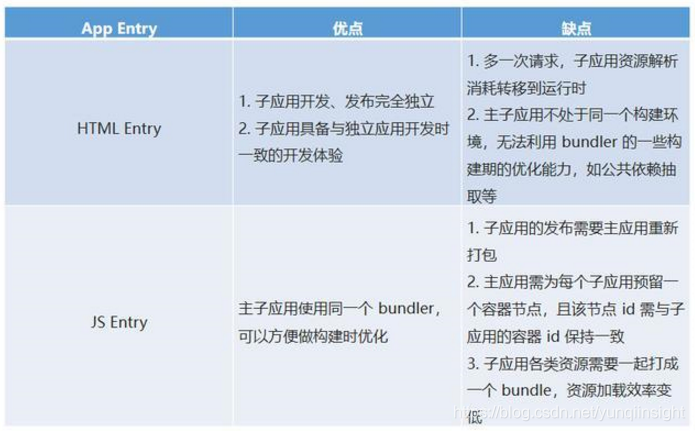 App Entry
优点
缺点
HTML Entry
1. 子应用开发、发布完全独立
2. 子应用具备与独立应用开发时
一致的开发体验
1. 多一次请求，子应用资源解析
消耗转移到运行时
2. 主子应用不处于同一个构建环
境，无法利用 bundler 的一些构
建期的优化能力，如公共依赖抽
取等
JS Entry
主子应用使用同一个 bundler，
可以方便做构建时优化
1. 子应用的发布需要主应用重新
打包
2. 主应用需为每个子应用预留一
个容器节点，且该节点 id 需与子
应用的容器 id 保持一致
3. 子应用各类资源需要一起打成
一个 bundle，资源加载效率变
低
https://blog.csdn.net/yunqiinsight